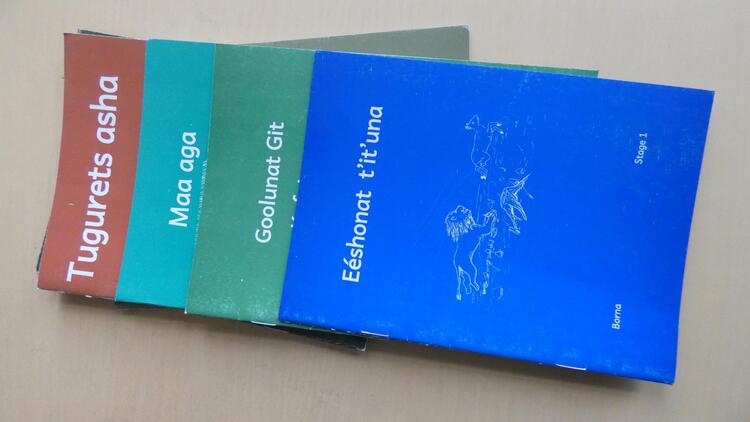 Tugurets asha
Maa aga
Goolunat Git
Eéshonat t'it'una
Stage 1
Borna